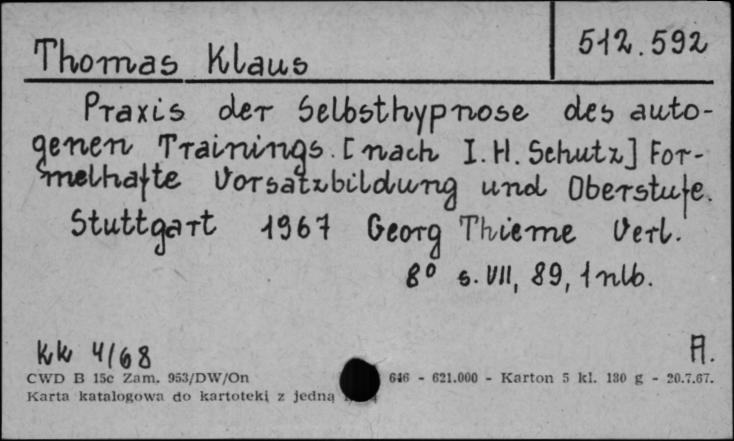 Thomas Klaus 512.592
Praxis der Selbsthypnose des auto-
genen Trainings. [nach I.H. Schutz] For-
melhafte Vorsatzbildung und Oberstufe.
Stuttgart 1967 Georg Thieme Verl.
8° s. VII, 89, 1 nlb.
KK 4/68 A.
CWD B 15c Zam. 953/DW/On 646 - 621.000 - Karton 5 kl. 180 g - 20.7.67.
Karta katalogowa do kartoteki z jedną